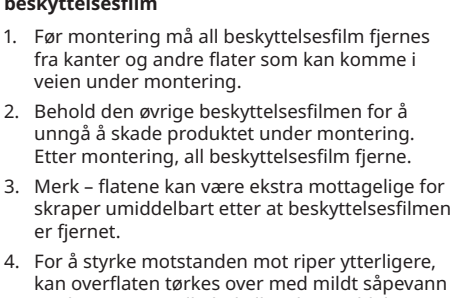 beskyttelsesfilm
1. Før montering må all beskyttelsesfilm fjernes
fra kanter og andre flater som kan komme i
veien under montering.
2. Behold den øvrige beskyttelsesfilmen for å
unngå å skade produktet under montering.
Etter montering, all beskyttelsesfilm fjerne.
3. Merk – flatene kan være ekstra mottagelige for
skraper umiddelbart etter at beskyttelsesfilmen
er fjernet.
4. For å styrke motstanden mot riper ytterligere,
kan overflaten tørkes over med mildt såpevann